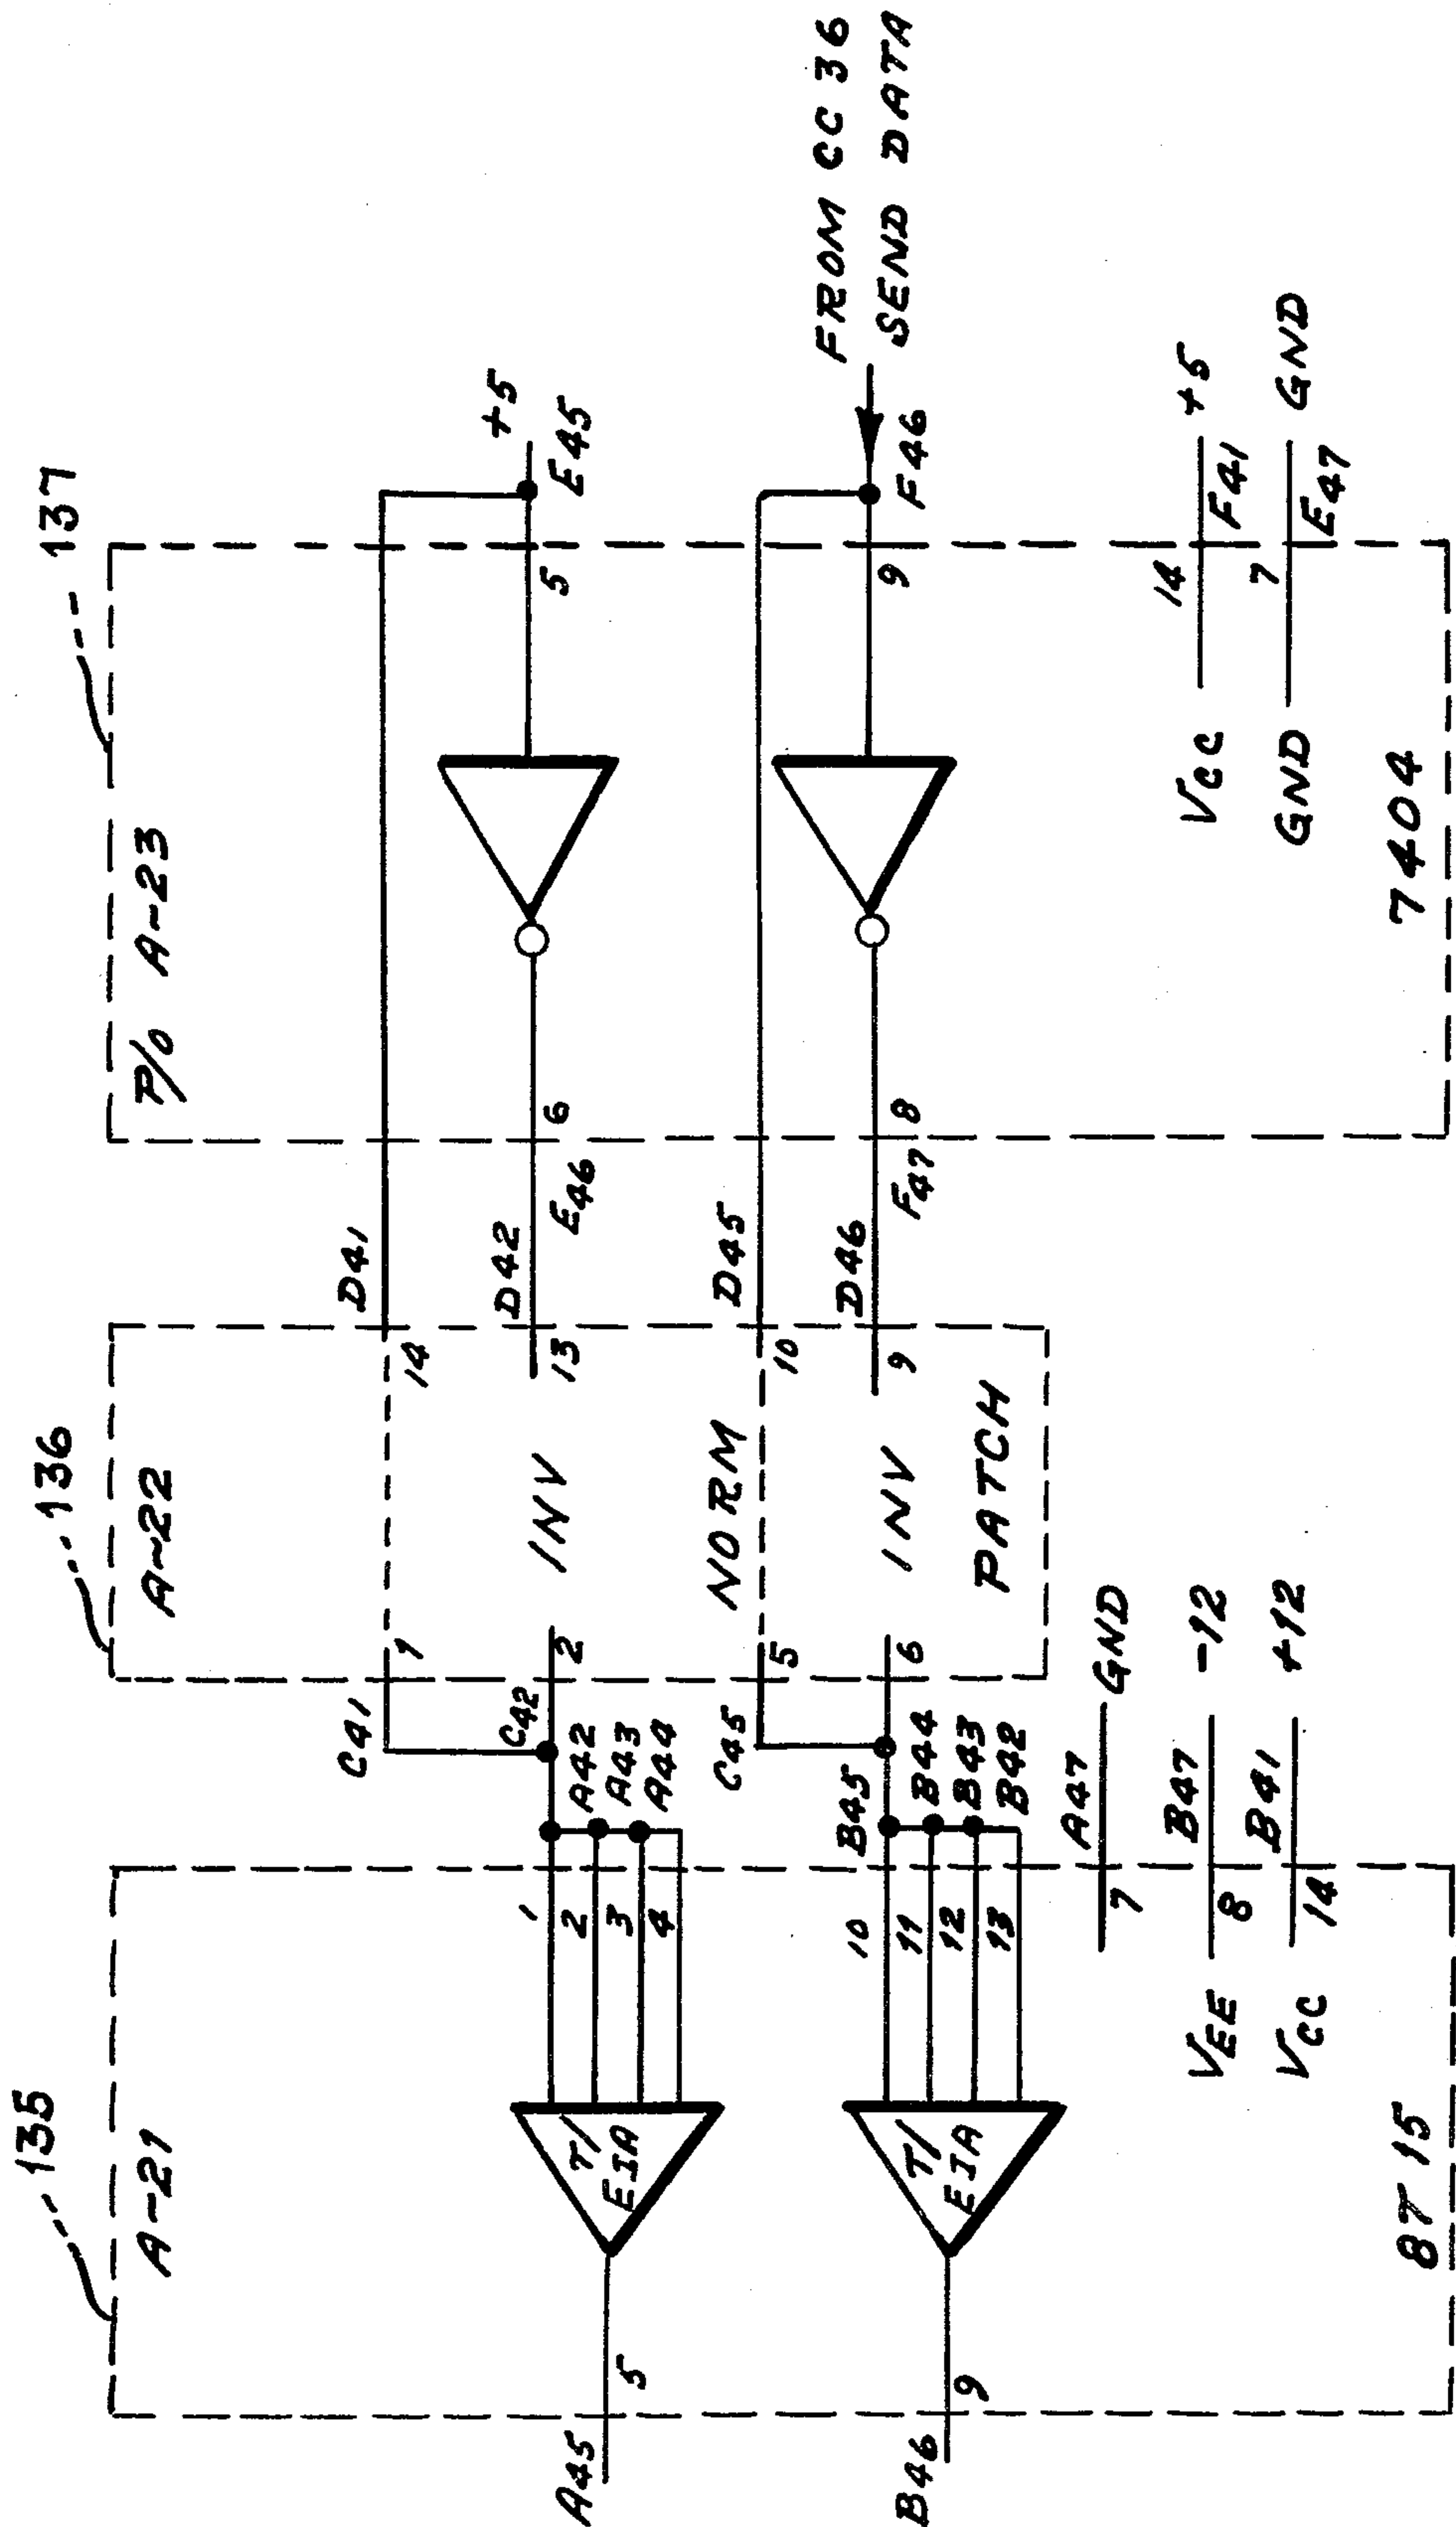 135
A-21
A45
5
B46
9
T/
EIA
T/
EIA
1
2
3
4
10
11
12
13
A42
A43
A44
B45
B44
B43
B42
7
A47
GND
VEE
8
B47
-12
VCC
14
B41
+12
8T15
136
A-22
C41
1
14
D41
C42
2
INV
13
D42
E46
6
C45
5
NORM
10
D45
6
INV
9
D46
F47
8
PATCH
137
P/O A-23
5
+5
E45
9
F46
FROM CC 36
SEND DATA
VCC
14
+5
F41
GND
7
GND
E47
7404